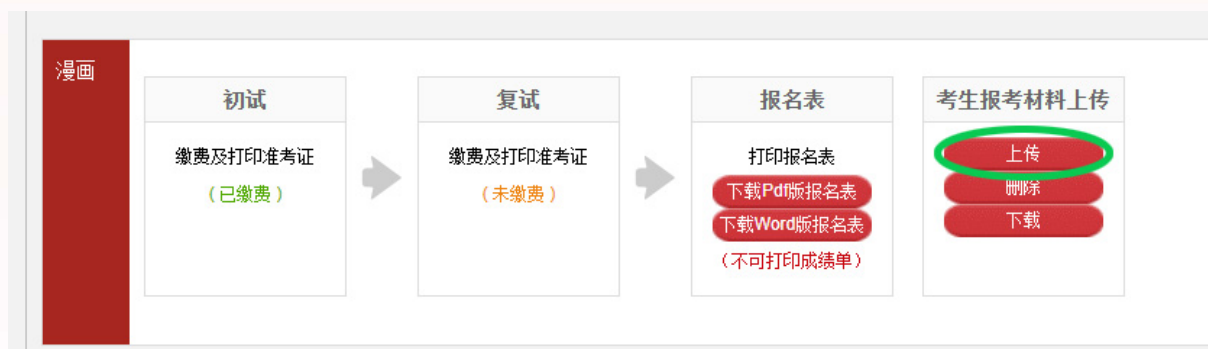 漫画
初试
缴费及打印准考证
（已缴费）
复试
缴费及打印准考证
（未缴费）
报名表
打印报名表
下载Pdf版报名表
下载Word版报名表
（不可打印成绩单）
考生报考材料上传
上传
删除
下载